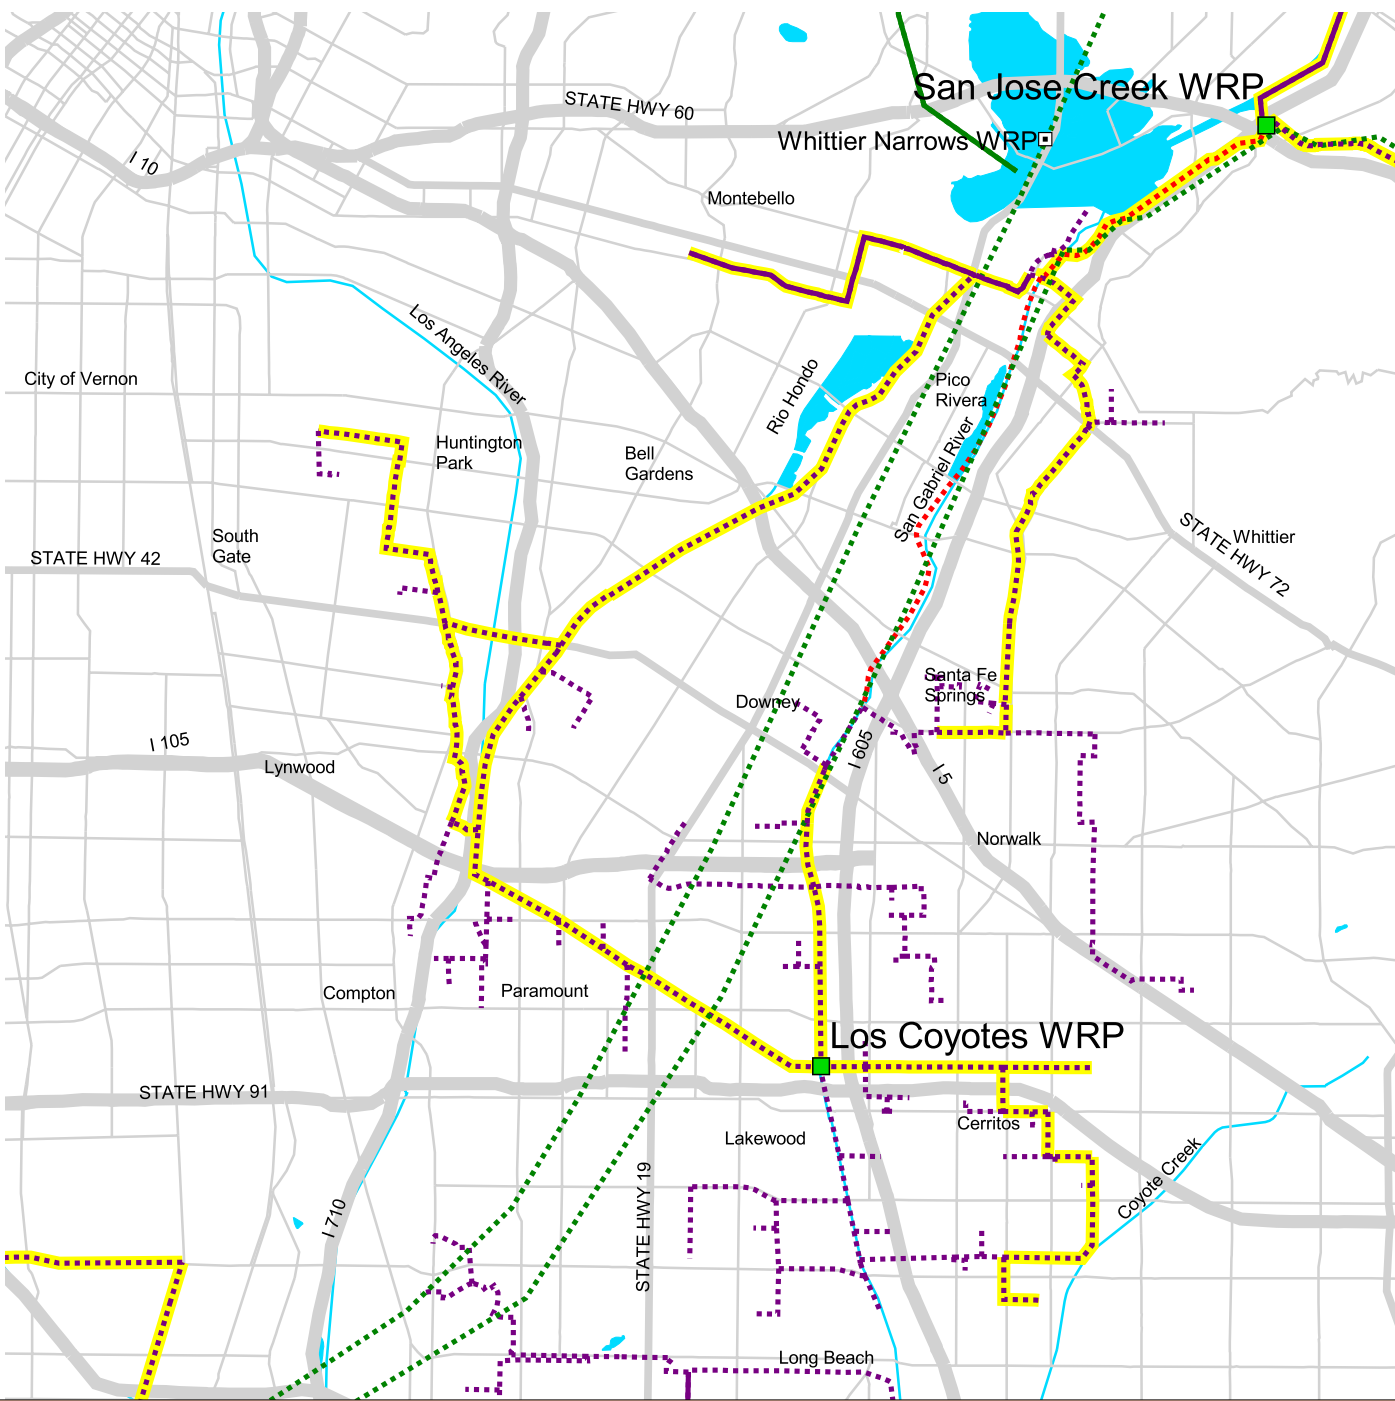 San Jose Creek WRP
STATE HWY 60
Whittier Narrows WRP
I 10
Montebello
Los Angeles River
City of Vernon
Rio Hondo
Pico
Rivera
Huntington
Park
Bell
Gardens
San Gabriel River
South
Gate
STATE HWY 42
STATE HWY 72
Whittier
Santa Fe
Springs
Downey
I 105
I 605
I 5
Lynwood
Norwalk
Compton
Paramount
Los Coyotes WRP
STATE HWY 91
Lakewood
Cerritos
Coyote Creek
I 710
STATE HWY 19
Long Beach